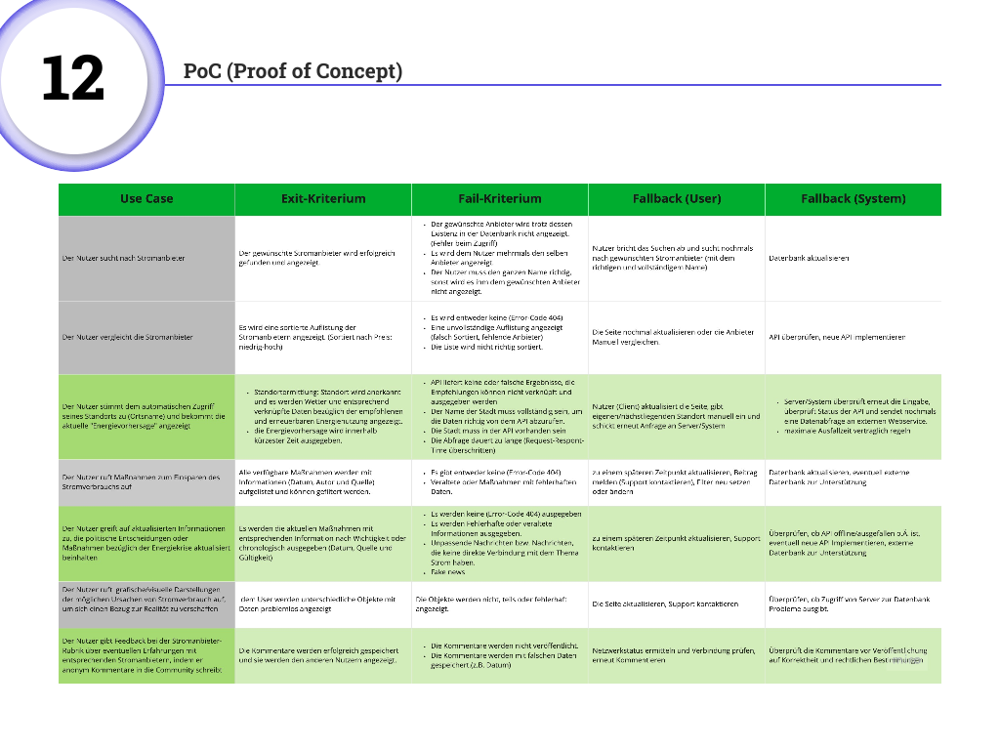 12
PoC (Proof of Concept)
Use Case
Exit-Kriterium
Fail-Kriterium
Fallback (User)
Fallback (System)
Der Nutzer sucht nach Stromanbieter
Der gewünschte Stromanbieter wird erfolgreich
gefunden und angezeigt.
Der gewünschte Anbieter wird trotz dessen
Existenz in der Datenbank nicht angezeigt.
(Fehler beim Zugriff)
Es wird dem Nutzer mehrmals den selben
Anbieter angezeigt.
Der Nutzer muss den ganzen Name richtig,
sonst wird es ihm dem gewünschten Anbieter
nicht angezeigt.
Nutzer bricht das Suchen ab und sucht nochmals
nach gewünschten Stromanbieter (mit dem
richtigen und vollständigem Name)
Datenbank aktualisieren
Der Nutzer vergleicht die Stromanbieter
Es wird eine sortierte Auflistung der
Stromanbietern angezeigt. (Sortiert nach Preis:
niedrig-hoch)
Es wird entweder keine (Error-Code 404)
Eine unvollständige Auflistung angezeigt
(falsch Sortiert, fehlende Anbieter)
Die Liste wird nicht richtig sortiert.
Die Seite nochmal aktualisieren oder die Anbieter
Manuell vergleichen.
API überprüfen, neue API implementieren
Der Nutzer stimmt dem automatischen Zugriff
seines Standorts zu (Ortsname) und bekommt die
aktuelle "Energievorhersage" angezeigt
Standortermittlung: Standort wird anerkannt
und es werden Wetter und entsprechend
verknüpfte Daten bezüglich der empfohlen
und erneuerbaren Energienutzung angezeigt.
die Energievorhersage wird innerhalb
kürzester Zeit ausgegeben.
API liefert keine oder falsche Ergebnisse, die
Empfehlungen können nicht verknüpft und
ausgegeben werden
Der Name der Stadt muss vollständig sein, um
die Daten richtig von dem API abzurufen.
Die Stadt muss in der API vorhanden sein
Die Abfrage dauert zu lange (Request-Respont-
Time überschritten)
Nutzer (Client) aktualisiert die Seite, gibt
eigenen/nächstliegenden Standort manuell ein und
schickt erneut Anfrage an Server/System
Server/System überprüft erneut die Eingabe,
überprüft Status der API und sendet nochmals
eine Datenabfrage an externen Webservice.
maximale Ausfallzeit vertraglich regeln
Der Nutzer ruft Maßnahmen zum Einsparen des
Stromverbrauchs auf
Alle verfügbare Maßnahmen werden mit
Informationen (Datum, Autor und Quelle)
aufgelistet und können gefiltert werden.
Es gibt entweder keine (Error-Code 404)
Veraltete oder Maßnahmen mit fehlerhaften
Daten.
zu einem späteren Zeitpunkt aktualisieren, Beitrag
melden (Support kontaktieren), Filter neu setzen
oder ändern
Datenbank aktualisieren, eventuell externe
Datenbank zur Unterstützung
Der Nutzer greift auf aktualisierten Informationen
zu, die politische Entscheidungen oder
Maßnahmen bezüglich der Energiekrise aktualisiert
beinhalten
Es werden die aktuellen Maßnahmen mit
entsprechenden Information nach Wichtigkeit oder
chronologisch ausgegeben (Datum, Quelle und
Gültigkeit)
Es werden keine (Error-Code 404) ausgegeben
Es werden Fehlerhafte oder veraltete
Informationen ausgegeben.
Unpassende Nachrichten bzw. Nachrichten,
die keine direkte Verbindung mit dem Thema
Strom haben.
Fake news
zu einem späteren Zeitpunkt aktualisieren, Support
kontaktieren
Überprüfen, ob API offline/ausgefallen o.Ä. ist,
eventuell neue API Implementieren, externe
Datenbank zur Unterstützung
Der Nutzer ruft grafische/visuelle Darstellungen
der möglichen Ursachen von Stromverbrauch auf,
um sich einen Bezug zur Realität zu verschaffen
dem User werden unterschiedliche Objekte mit
Daten problemlos angezeigt
Die Objekte werden nicht, teils oder fehlerhaft
angezeigt.
Die Seite aktualisieren, Support kontaktieren
Überprüfen, ob Zugriff von Server zur Datenbank
Probleme ausgibt.
Der Nutzer gibt Feedback bei der Stromanbieter-
Rubrik über eventuellen Erfahrungen mit
entsprechenden Stromanbietern, indem er
anonym Kommentare in die Community schreibt
Die Kommentare werden erfolgreich gespeichert
und sie werden den anderen Nutzern angezeigt.
Die Kommentare werden nicht veröffentlicht.
Die Kommentare werden mit falschen Daten
gespeichert.(z.B. Datum)
Netzwerkstatus ermitteln und Verbindung prüfen,
erneut Kommentieren
Überprüft die Kommentare vor Veröffentlichung
auf Korrektheit und rechtlichen Bestimmungen